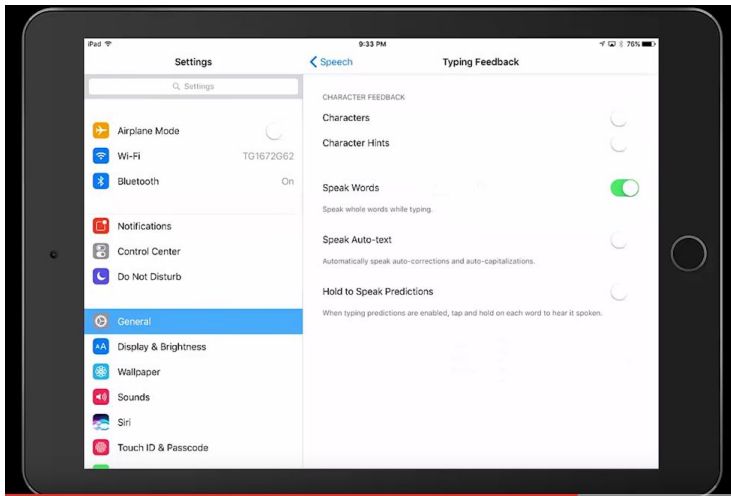 iPad
9:33 PM
76%
Settings
Speech
Typing Feedback
Settings
CHARACTER FEEDBACK
Characters
Character Hints
Airplane Mode
Wi-Fi
TG1672G62
Bluetooth
On
Speak Words
Speak whole words while typing.
Notifications
Control Center
Do Not Disturb
Speak Auto-text
Automatically speak auto-corrections and auto-capitalizations.
Hold to Speak Predictions
When typing predictions are enabled, tap and hold on each word to hear it spoken.
General
Display & Brightness
AA
Wallpaper
Sounds
Siri
Touch ID & Passcode